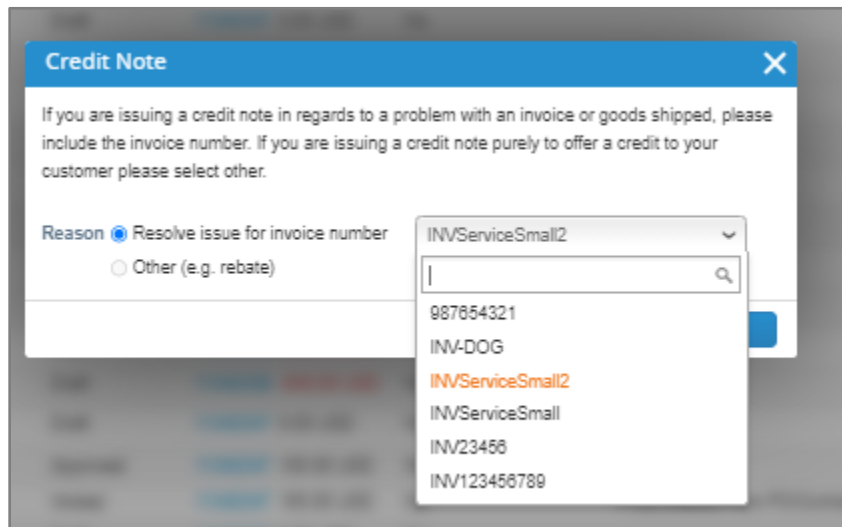 Credit Note
If you are issuing a credit note in regards to a problem with an invoice or goods shipped, please
include the invoice number. If you are issuing a credit note purely to offer a credit to your
customer please select other.
Reason Resolve issue for invoice number INVServiceSmall2
Other (e.g. rebate)
987654321
INV-DOG
INVServiceSmall2
INVServiceSmall
INV23456
INV123456789